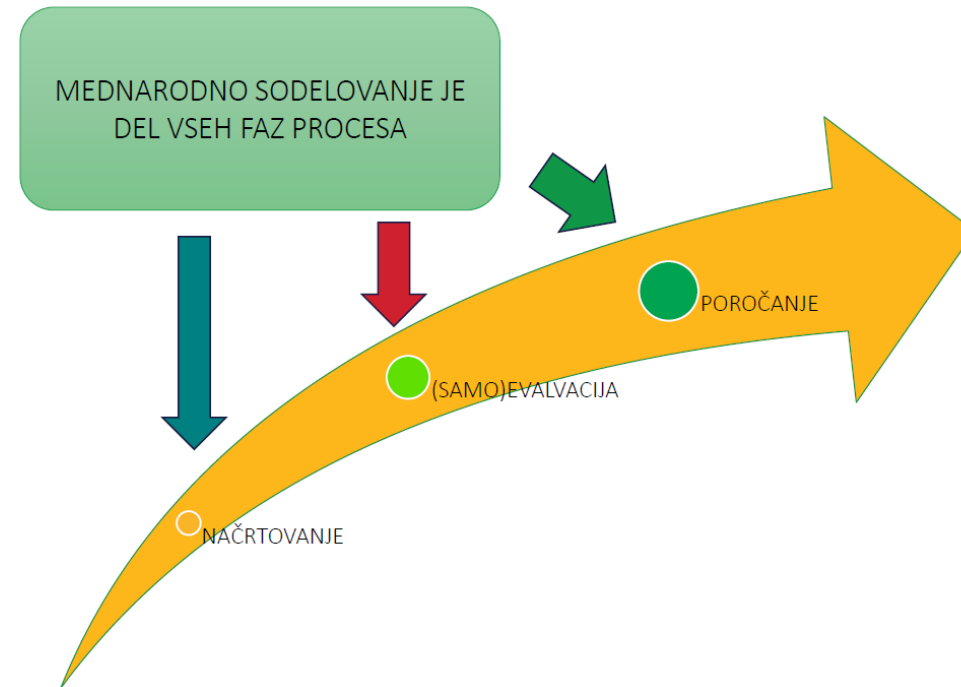 MEDNARODNO SODELOVANJE JE
DEL VSEH FAZ PROCESA
POROČANJE
(SAMO)EVALVACIJA
NAČRTOVANJE